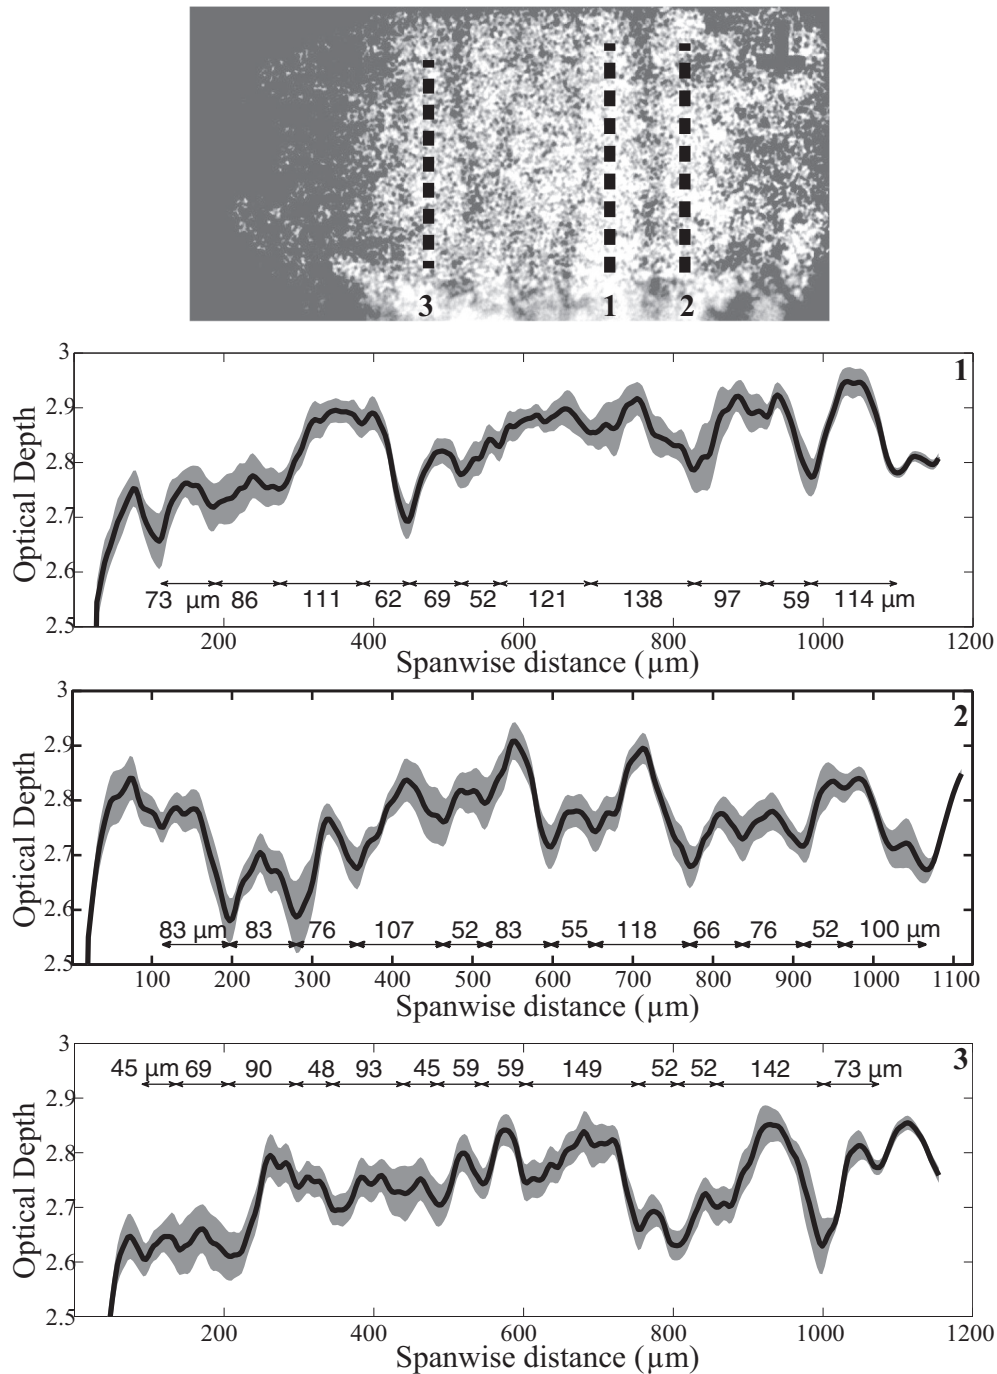 3 1 2
3
1
2.9
2.8
2.7
2.6
2.5
Optical Depth
73 µm 86 111 62 69 52 121 138 97 59 114 µm
200 400 600 800 1000 1200
Spanwise distance (µm)
3
2
2.9
2.8
2.7
2.6
2.5
Optical Depth
83 µm 83 76 107 52 83 55 118 66 76 52 100 µm
100 200 300 400 500 600 700 800 900 1000 1100
Spanwise distance (µm)
3
45 µm 69 90 48 93 45 59 59 149 52 52 142 73 µm
3
2.9
2.8
2.7
2.6
2.5
Optical Depth
200 400 600 800 1000 1200
Spanwise distance (µm)